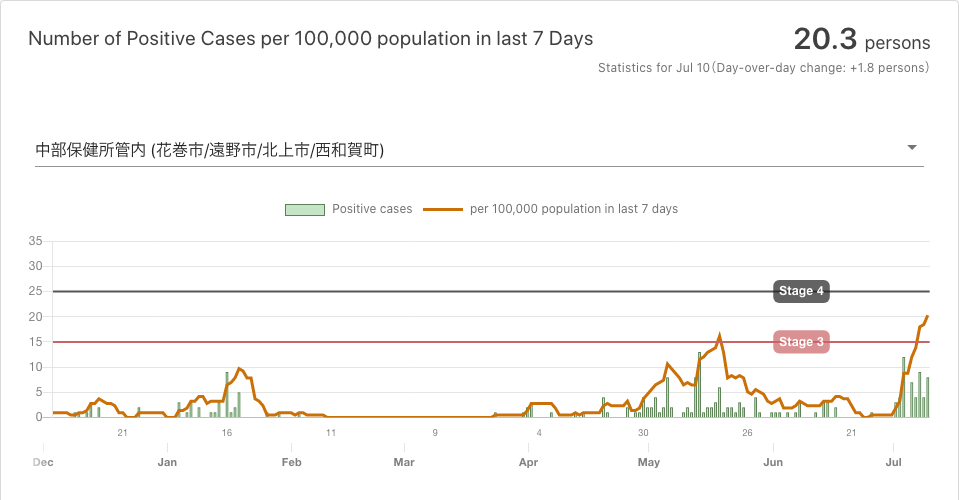 Number of Positive Cases per 100,000 population in last 7 Days
20.3 persons
Statistics for Jul 10 (Day-over-day change: +1.8 persons)
中部保健所管内 (花巻市/遠野市/北上市/西和賀町)
Positive cases
per 100,000 population in last 7 days
35
30
25
20
15
10
5
0
Stage 4
Stage 3
21 16 11 9 4 30 26 21
Dec Jan Feb Mar Apr May Jun Jul